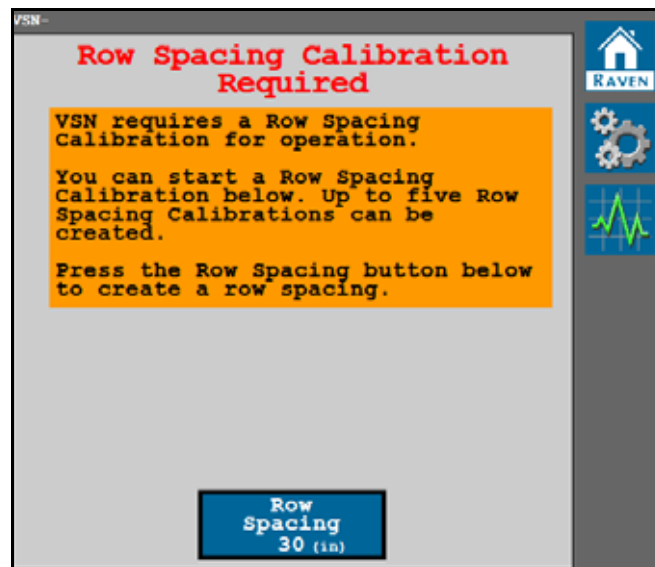 VSN-
Row Spacing Calibration
Required
RAVEN
VSN requires a Row Spacing
Calibration for operation.
You can start a Row Spacing
Calibration below. Up to five Row
Spacing Calibrations can be
created.
Press the Row Spacing button below
to create a row spacing.
Row
Spacing
30 (in)